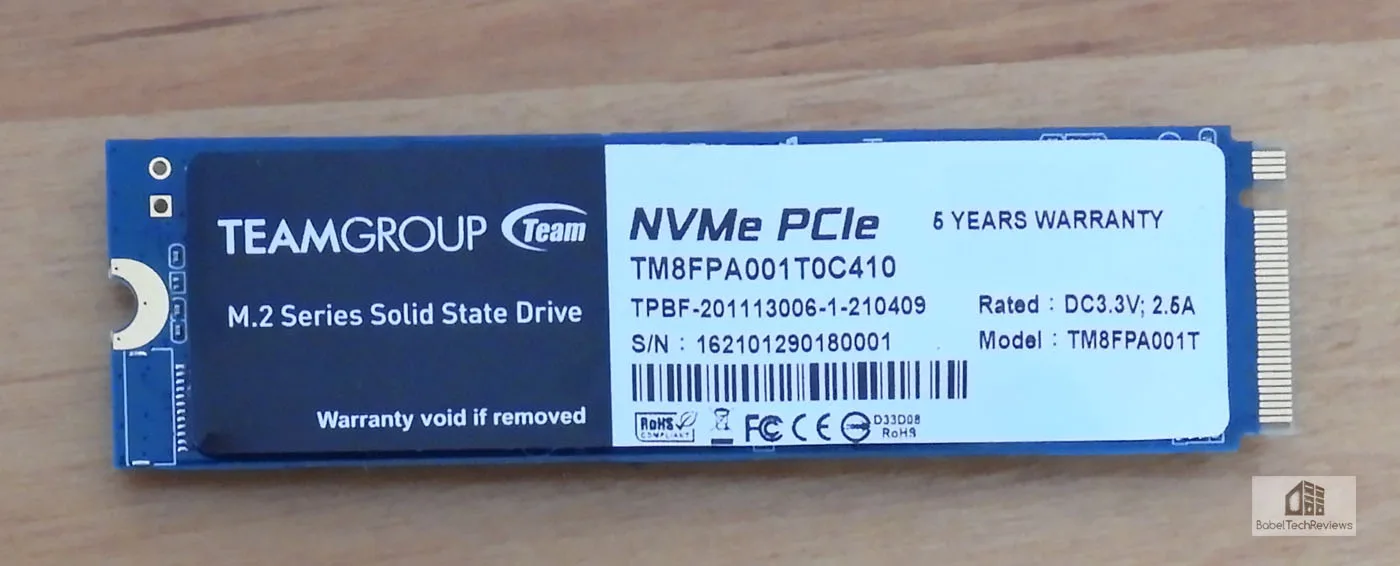 TEAMGROUP Team
M.2 Series Solid State Drive
Warranty void if removed
NVMe PCIe 5 YEARS WARRANTY
TM8FPA001T0C410
TPBF-201113006-1-210409 Rated : DC3.3V; 2.5A
S/N : 162101290180001 Model : TM8FPA001T
RoHS
COMPLIANT
FC CE D33D08
RoHS
BabelTechReviews